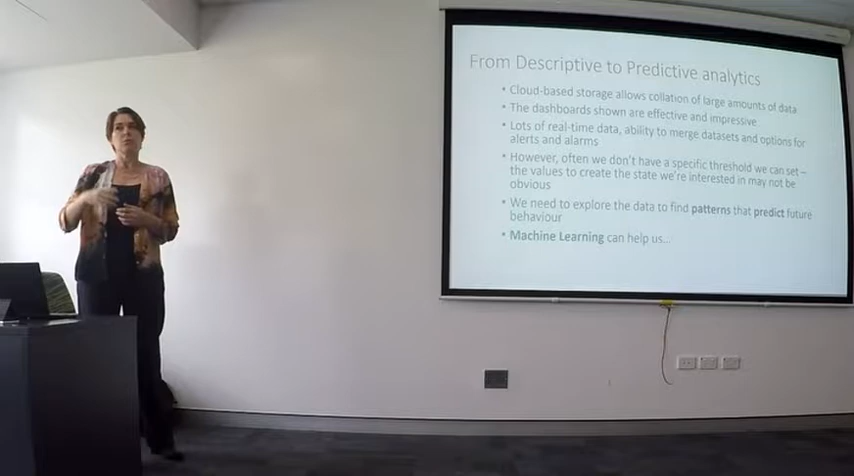 From Descriptive to Predictive analytics
• Cloud-based storage allows collation of large amounts of data
• The dashboards shown are effective and impressive
• Lots of real-time data, ability to merge datasets and options for
alerts and alarms
• However, often we don't have a specific threshold we can set –
the values to create the state we're interested in may not be
obvious
• We need to explore the data to find patterns that predict future
behaviour
• Machine Learning can help us...